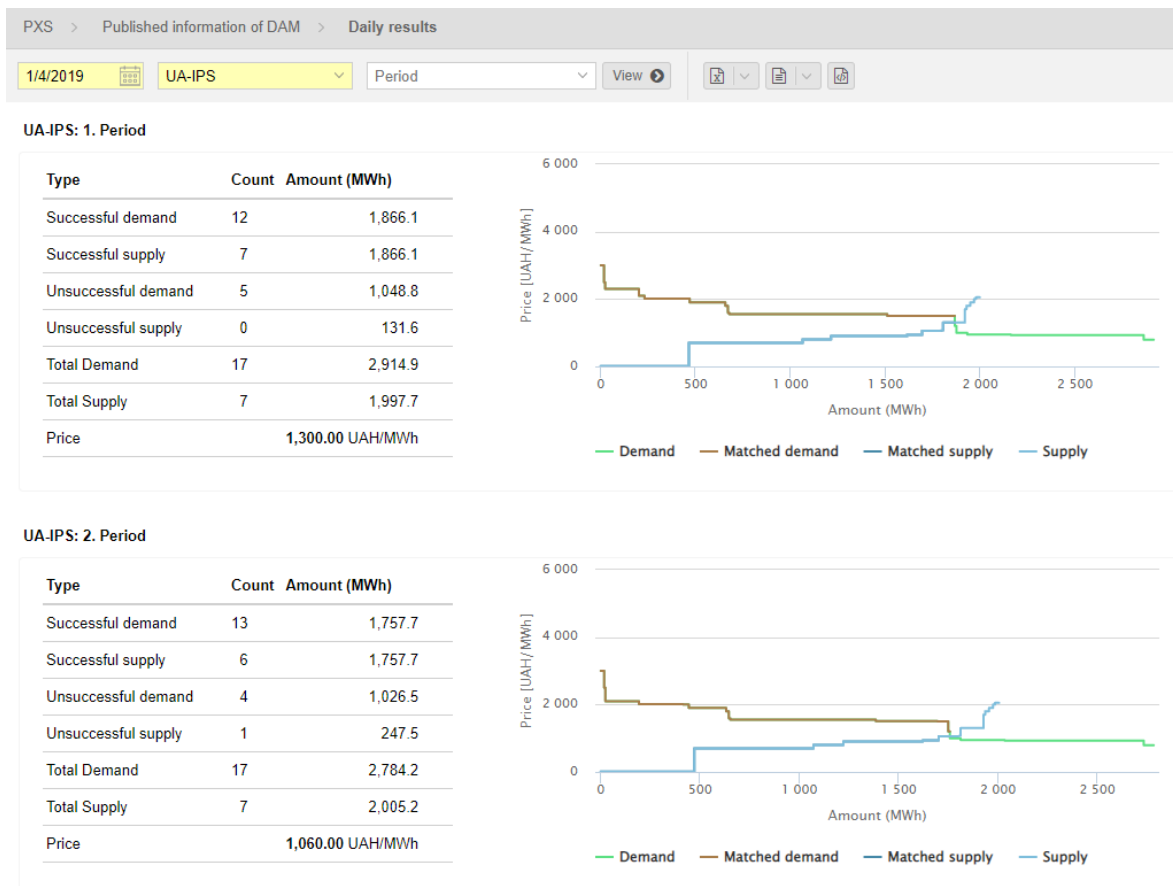 PXS > Published information of DAM > Daily results
1/4/2019 UA-IPS Period View
UA-IPS: 1. Period
Type Count Amount (MWh)
Successful demand 12 1,866.1
Successful supply 7 1,866.1
Unsuccessful demand 5 1,048.8
Unsuccessful supply 0 131.6
Total Demand 17 2,914.9
Total Supply 7 1,997.7
Price 1,300.00 UAH/MWh
Price [UAH/MWh]
6 000
4 000
2 000
0
0 500 1 000 1 500 2 000 2 500
Amount (MWh)
Demand Matched demand Matched supply Supply
UA-IPS: 2. Period
Type Count Amount (MWh)
Successful demand 13 1,757.7
Successful supply 6 1,757.7
Unsuccessful demand 4 1,026.5
Unsuccessful supply 1 247.5
Total Demand 17 2,784.2
Total Supply 7 2,005.2
Price 1,060.00 UAH/MWh
Price [UAH/MWh]
6 000
4 000
2 000
0
0 500 1 000 1 500 2 000 2 500
Amount (MWh)
Demand Matched demand Matched supply Supply